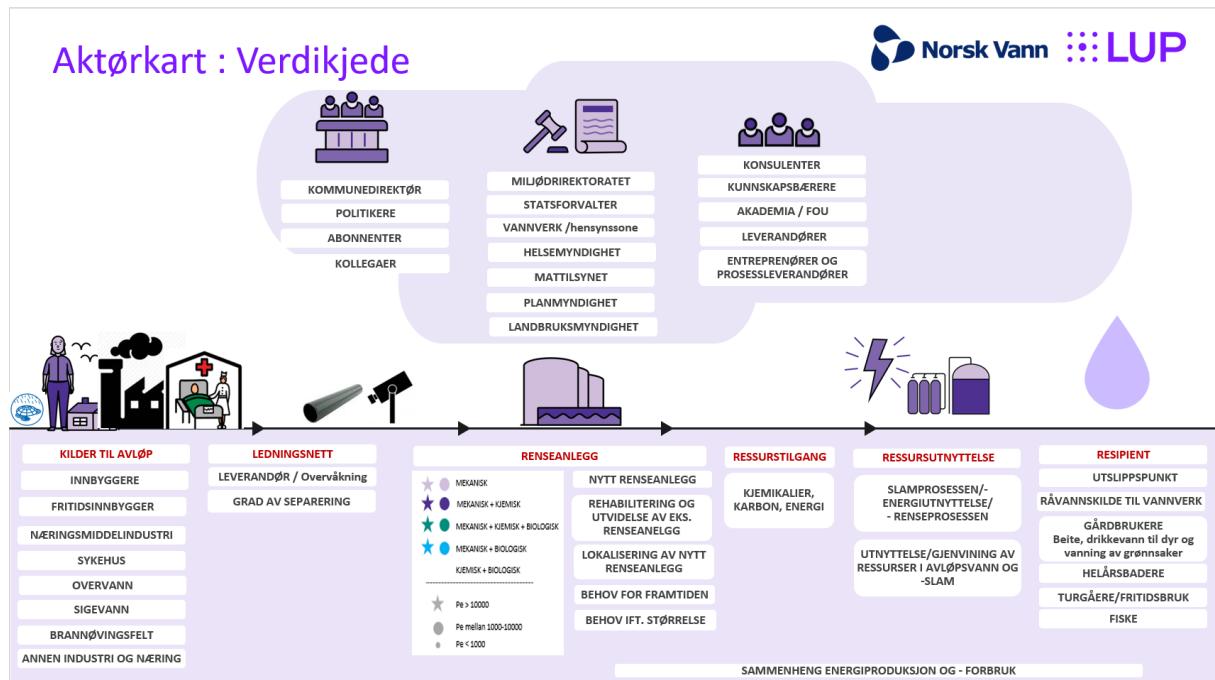 Aktørkart : Verdikjede
Norsk Vann
LUP
KOMMUNEDIREKTØR
POLITIKERE
ABONNENTER
KOLLEGAER
MILJØDRIREKTORATET
STATSFORVALTER
VANNVERK /hensynssone
HELSEMYNDIGHET
MATTILSYNET
PLANMYNDIGHET
LANDBRUKSMYNDIGHET
KONSULENTER
KUNNSKAPSBÆRERE
AKADEMIA / FOU
LEVERANDØRER
ENTREPRENØRER OG
PROSESSLEVERANDØRER
KILDER TIL AVLØP
INNBYGGERE
FRITIDSINNBYGGER
NÆRINGSMIDDELINDUSTRI
SYKEHUS
OVERVANN
SIGEVANN
BRANNØVINGSFELT
ANNEN INDUSTRI OG NÆRING
LEDNINGSNETT
LEVERANDØR / Overvåkning
GRAD AV SEPARERING
RENSEANLEGG
MEKANISK
MEKANISK + KJEMISK
MEKANISK + KJEMISK + BIOLOGISK
MEKANISK + BIOLOGISK
KJEMISK + BIOLOGISK
Pe > 10000
Pe mellan 1000-10000
Pe < 1000
NYTT RENSEANLEGG
REHABILITERING OG
UTVIDELSE AV EKS.
RENSEANELGG
LOKALISERING AV NYTT
RENSEANLEGG
BEHOV FOR FRAMTIDEN
BEHOV IFT. STØRRELSE
RESSURSTILGANG
KJEMIKALIER,
KARBON, ENERGI
RESSURSUTNYTTELSE
SLAMPROSESSEN/-
ENERGIUTNYTTELSE/
- RENSEPROSESSEN
UTNYTTELSE/GJENVINING AV
RESSURSER I AVLØPSVANN OG
-SLAM
RESIPIENT
UTSLIPPSPUNKT
RÅVANNSKILDE TIL VANNVERK
GÅRDBRUKERE
Beite, drikkevann til dyr og
vanning av grønnsaker
HELÅRSBADERE
TURGÅERE/FRITIDSBRUK
FISKE
SAMMENHENG ENERGIPRODUKSJON OG - FORBRUK